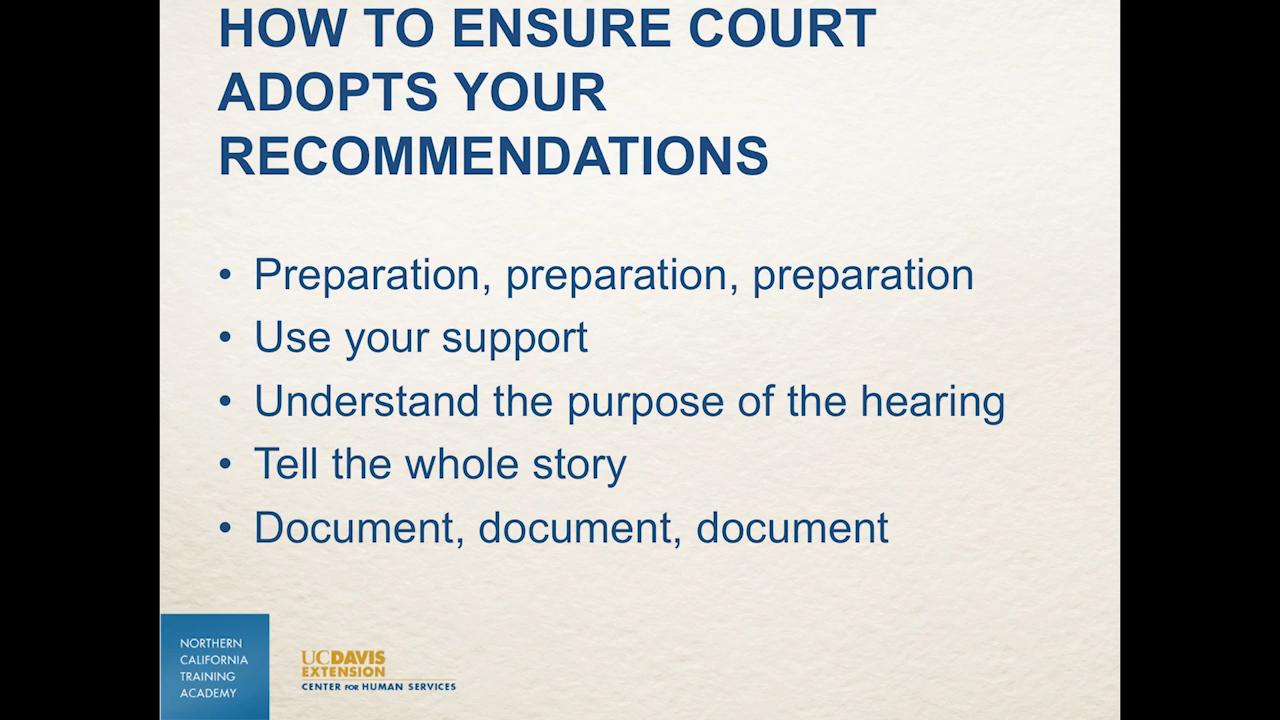 HOW TO ENSURE COURT
ADOPTS YOUR
RECOMMENDATIONS
• Preparation, preparation, preparation
• Use your support
• Understand the purpose of the hearing
• Tell the whole story
• Document, document, document
NORTHERN
CALIFORNIA
TRAINING
ACADEMY
UCDAVIS
EXTENSION
CENTER FOR HUMAN SERVICES